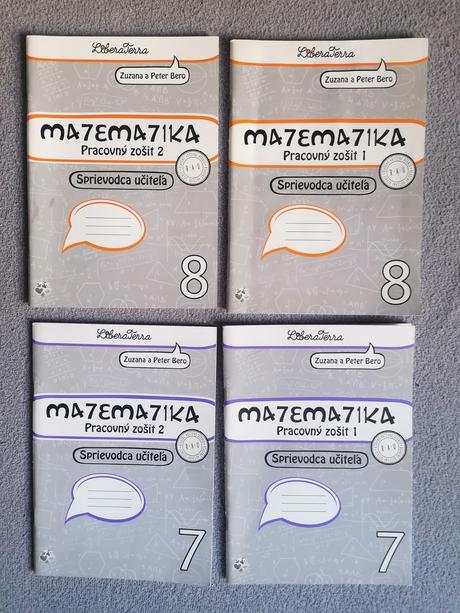 LiberaTerra
Zuzana a Peter Bero
MATEMATIKA
Pracovný zošit 2
Sprievodca učiteľa
8
LiberaTerra
Zuzana a Peter Bero
MATEMATIKA
Pracovný zošit 1
Sprievodca učiteľa
8
LiberaTerra
Zuzana a Peter Bero
MATEMATIKA
Pracovný zošit 2
Sprievodca učiteľa
7
LiberaTerra
Zuzana a Peter Bero
MATEMATIKA
Pracovný zošit 1
Sprievodca učiteľa
7